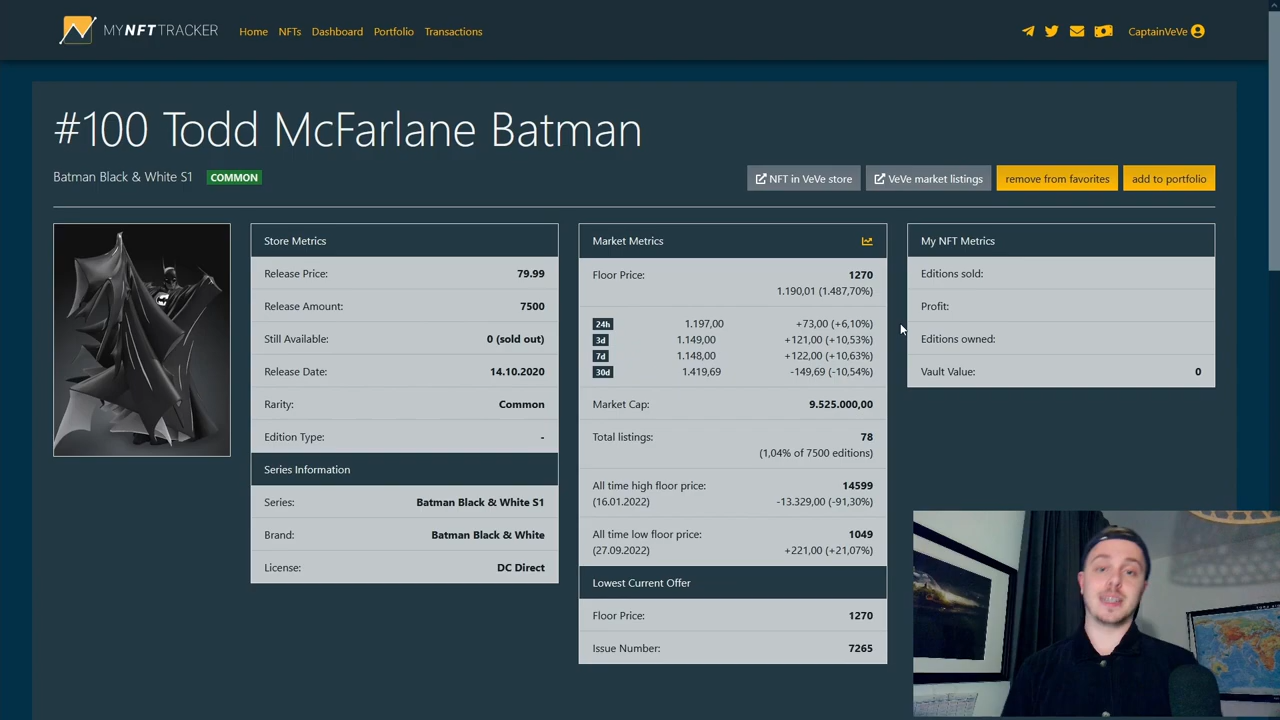 MYNFTTRACKER Home NFTs Dashboard Portfolio Transactions CaptainVeVe
#100 Todd McFarlane Batman
Batman Black & White S1 COMMON NFT in VeVe store VeVe market listings remove from favorites add to portfolio
Store Metrics
Release Price: 79.99
Release Amount: 7500
Still Available: 0 (sold out)
Release Date: 14.10.2020
Rarity: Common
Edition Type: -
Series Information
Series: Batman Black & White S1
Brand: Batman Black & White
License: DC Direct
Market Metrics
Floor Price: 1270
1.190,01 (1.487,70%)
24h 1.197,00 +73,00 (+6,10%)
3d 1.149,00 +121,00 (+10,53%)
7d 1.148,00 +122,00 (+10,63%)
30d 1.419,69 -149,69 (-10,54%)
Market Cap: 9.525.000,00
Total listings: 78
(1,04% of 7500 editions)
All time high floor price: 14599
(16.01.2022) -13.329,00 (-91,30%)
All time low floor price: 1049
(27.09.2022) +221,00 (+21,07%)
Lowest Current Offer
Floor Price: 1270
Issue Number: 7265
My NFT Metrics
Editions sold:
Profit:
Editions owned:
Vault Value: 0